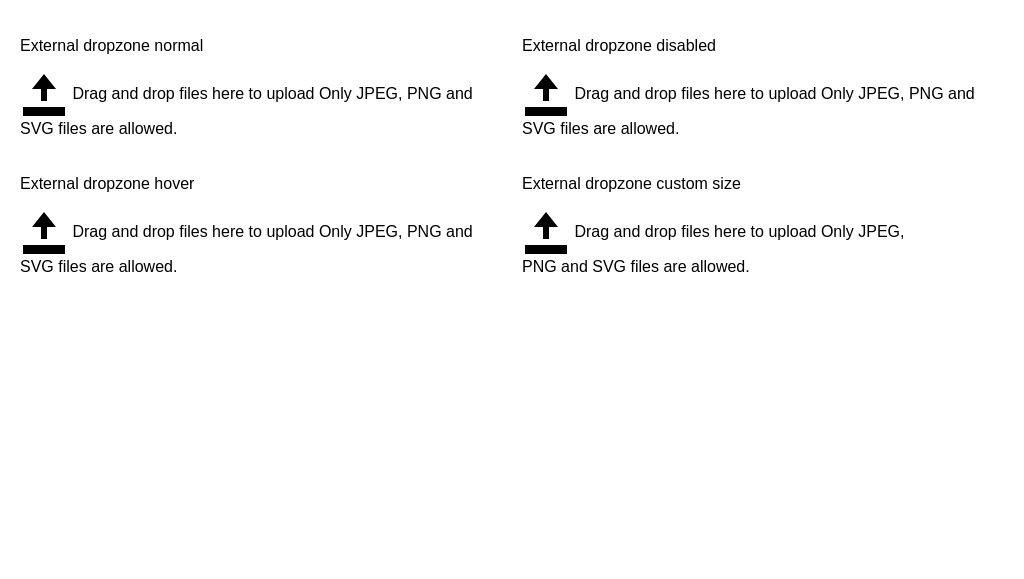 External dropzone normal
Drag and drop files here to upload Only JPEG, PNG and
SVG files are allowed.
External dropzone disabled
Drag and drop files here to upload Only JPEG, PNG and
SVG files are allowed.
External dropzone hover
Drag and drop files here to upload Only JPEG, PNG and
SVG files are allowed.
External dropzone custom size
Drag and drop files here to upload Only JPEG,
PNG and SVG files are allowed.